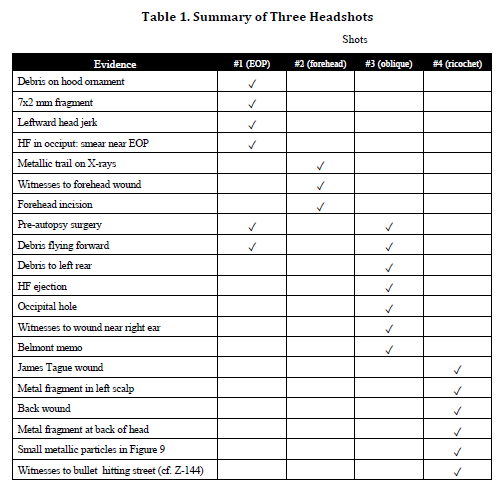 Table 1. Summary of Three Headshots
Shots
Evidence #1 (EOP) #2 (forehead) #3 (oblique) #4 (ricochet)
Debris on hood ornament ✓
7x2 mm fragment ✓
Leftward head jerk ✓
HF in occiput: smear near EOP ✓
Metallic trail on X-rays ✓
Witnesses to forehead wound ✓
Forehead incision ✓
Pre-autopsy surgery ✓ ✓
Debris flying forward ✓ ✓
Debris to left rear ✓
HF ejection ✓
Occipital hole ✓
Witnesses to wound near right ear ✓
Belmont memo ✓
James Tague wound ✓
Metal fragment in left scalp ✓
Back wound ✓
Metal fragment at back of head ✓
Small metallic particles in Figure 9 ✓
Witnesses to bullet hitting street (cf. Z-144) ✓